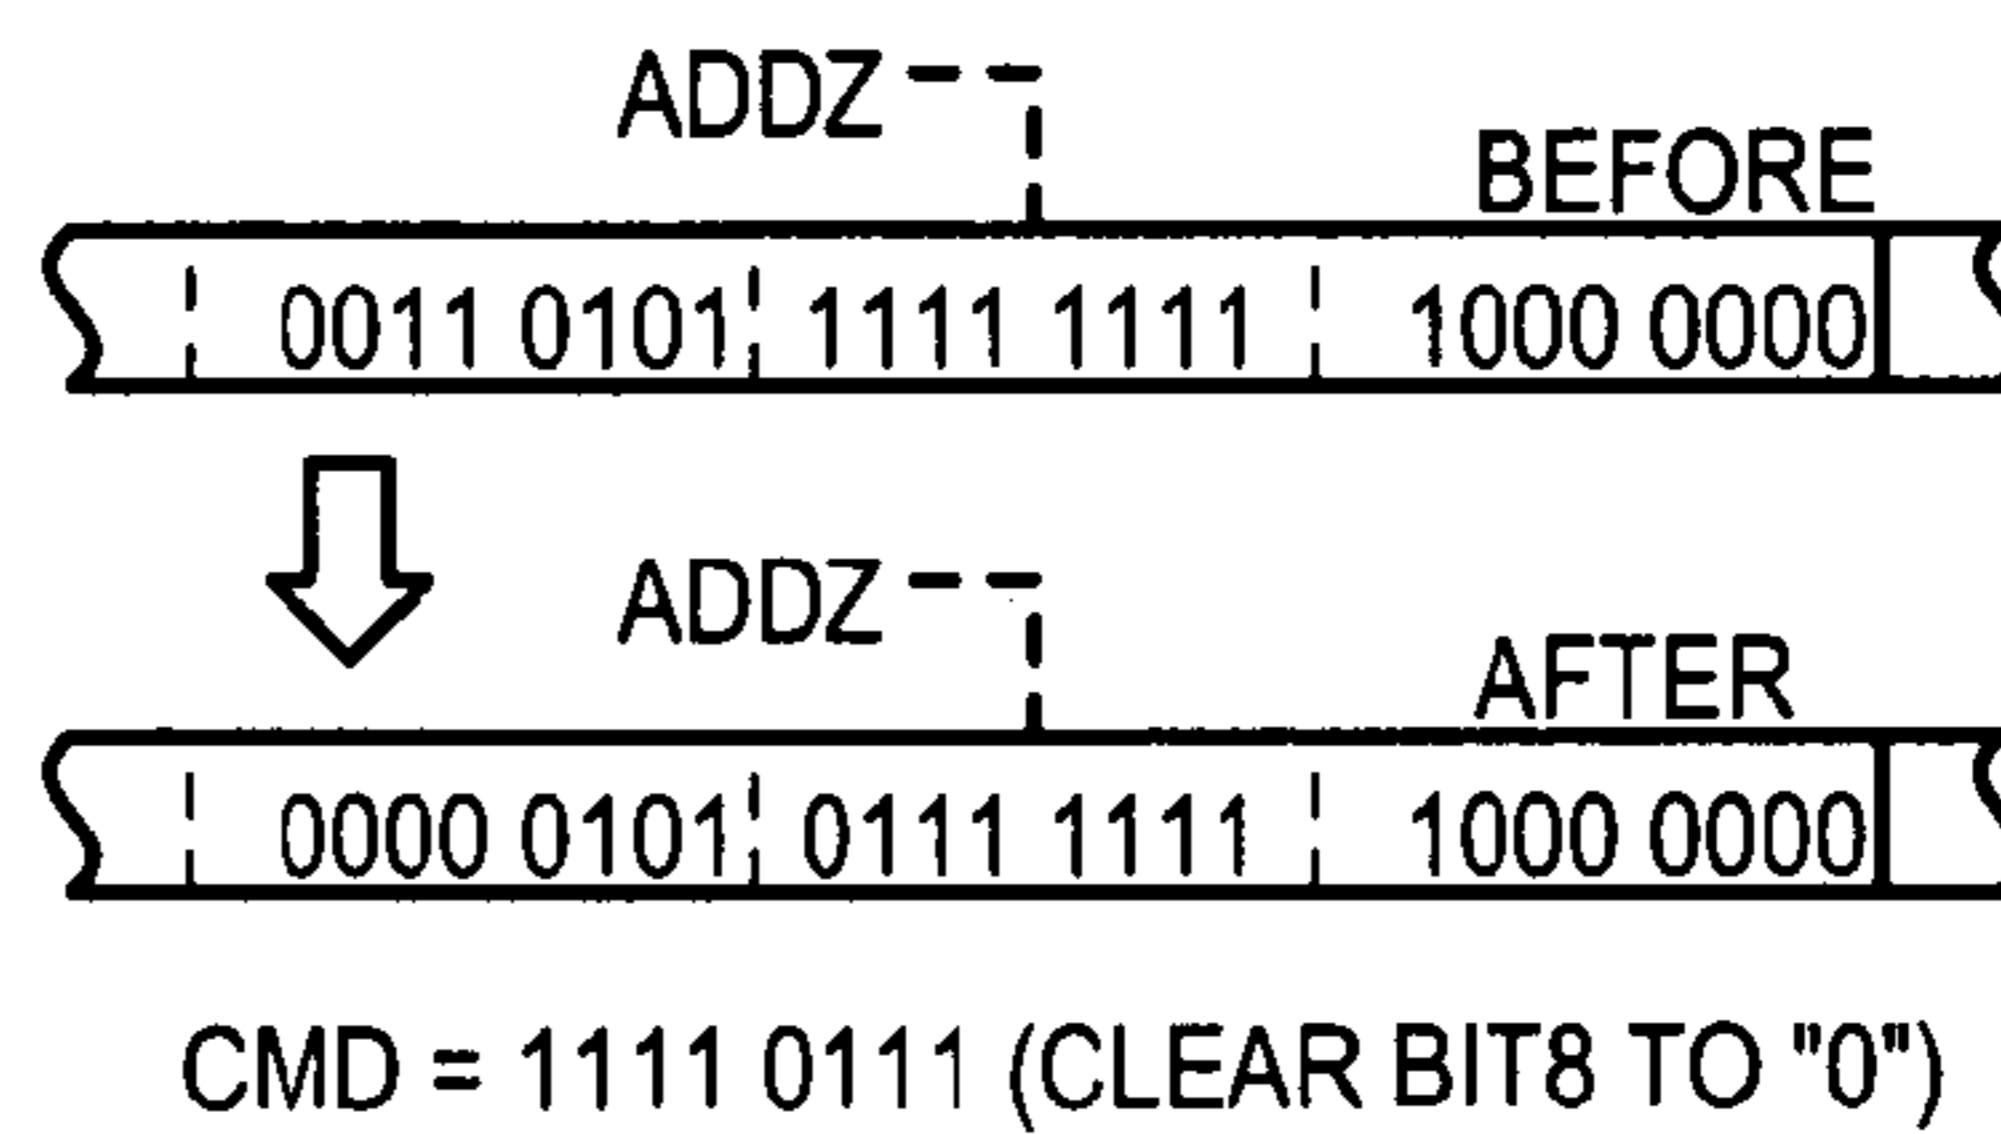 ADDZ
BEFORE
0011 0101 1111 1111 1000 0000
ADDZ
AFTER
0000 0101 0111 1111 1000 0000
CMD = 1111 0111 (CLEAR BIT8 TO "0")